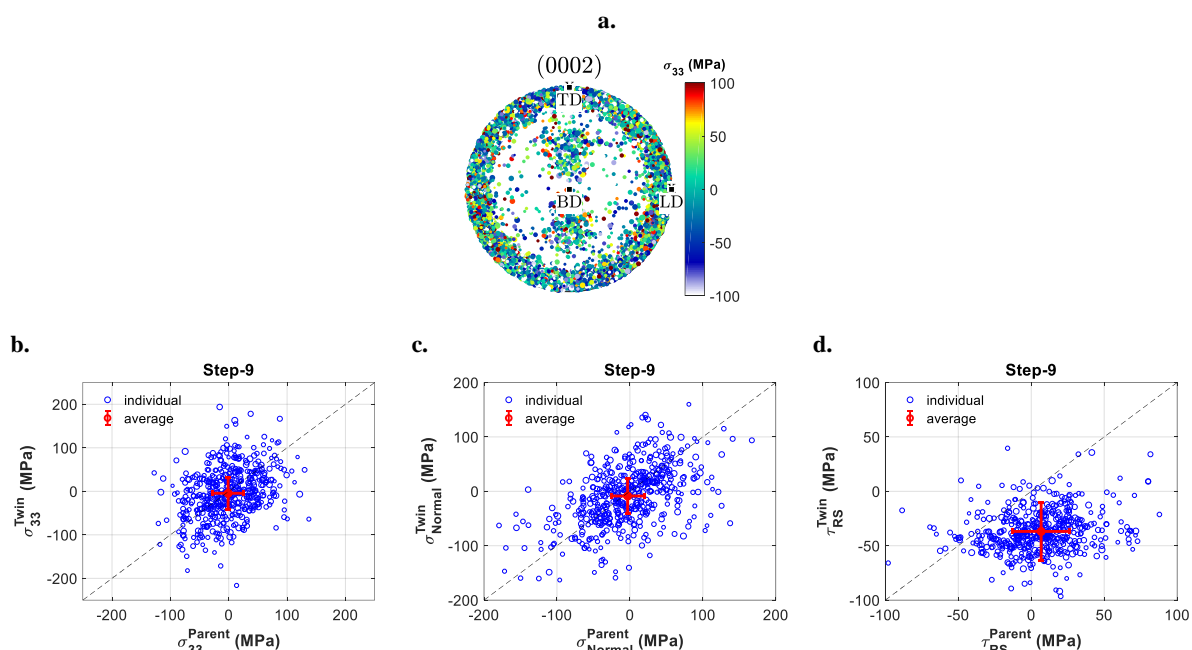 a.
(0002)
σ33 (MPa)
TD
BD
LD
100
50
0
-50
-100
b.
Step-9
individual
average
200
100
0
-100
-200
-200 -100 0 100 200
σ33Twin (MPa)
σ33Parent (MPa)
c.
Step-9
individual
average
200
100
0
-100
-200
-200 -100 0 100 200
σNormalTwin (MPa)
σNormalParent (MPa)
d.
Step-9
individual
average
100
50
0
-50
-100
-100 -50 0 50 100
τRSTwin (MPa)
τRSParent (MPa)